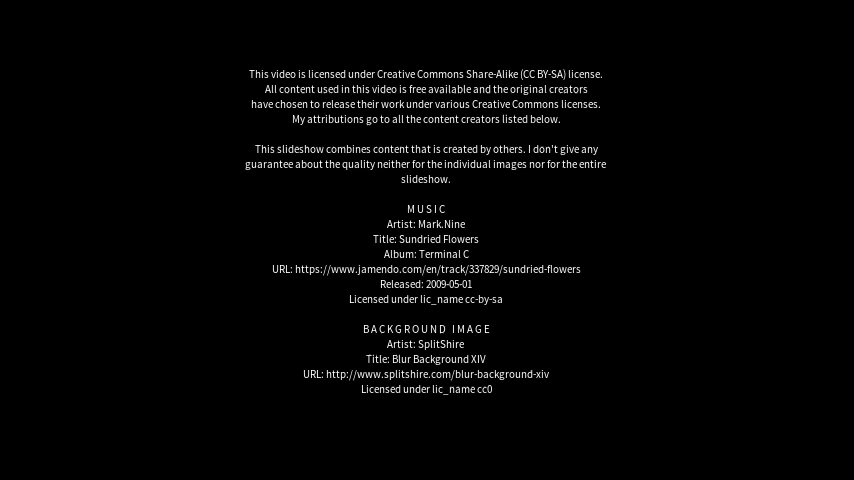 This video is licensed under Creative Commons Share-Alike (CC BY-SA) license.
All content used in this video is free available and the original creators
have chosen to release their work under various Creative Commons licenses.
My attributions go to all the content creators listed below.
This slideshow combines content that is created by others. I don't give any
guarantee about the quality neither for the individual images nor for the entire
slideshow.
MUSIC
Artist: Mark.Nine
Title: Sundried Flowers
Album: Terminal C
URL: https://www.jamendo.com/en/track/337829/sundried-flowers
Released: 2009-05-01
Licensed under lic_name cc-by-sa
BACKGROUND IMAGE
Artist: SplitShire
Title: Blur Background XIV
URL: http://www.splitshire.com/blur-background-xiv
Licensed under lic_name cc0